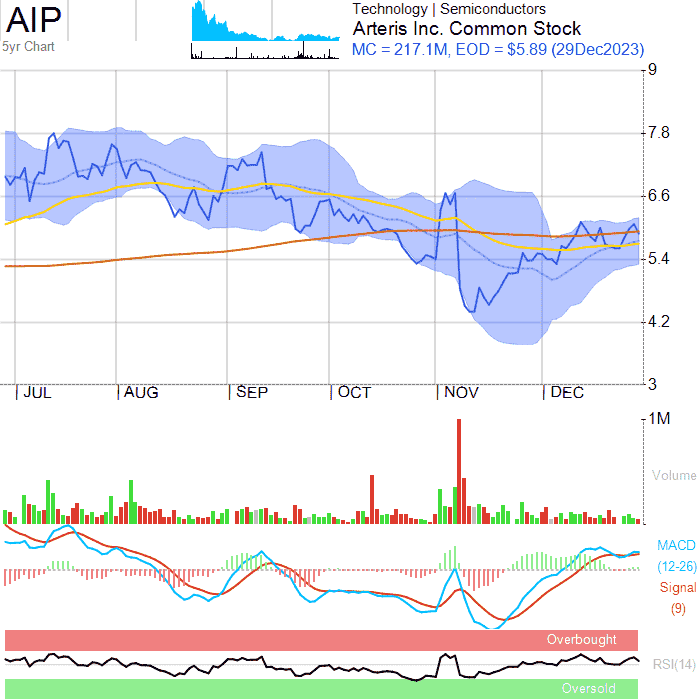 AIP
5yr Chart
Technology | Semiconductors
Arteris Inc. Common Stock
MC = 217.1M, EOD = $5.89 (29Dec2023)
9
7.8
6.6
5.4
4.2
3
JUL AUG SEP OCT NOV DEC
1M
Volume
MACD
(12-26)
Signal
(9)
Overbought
RSI(14)
Oversold